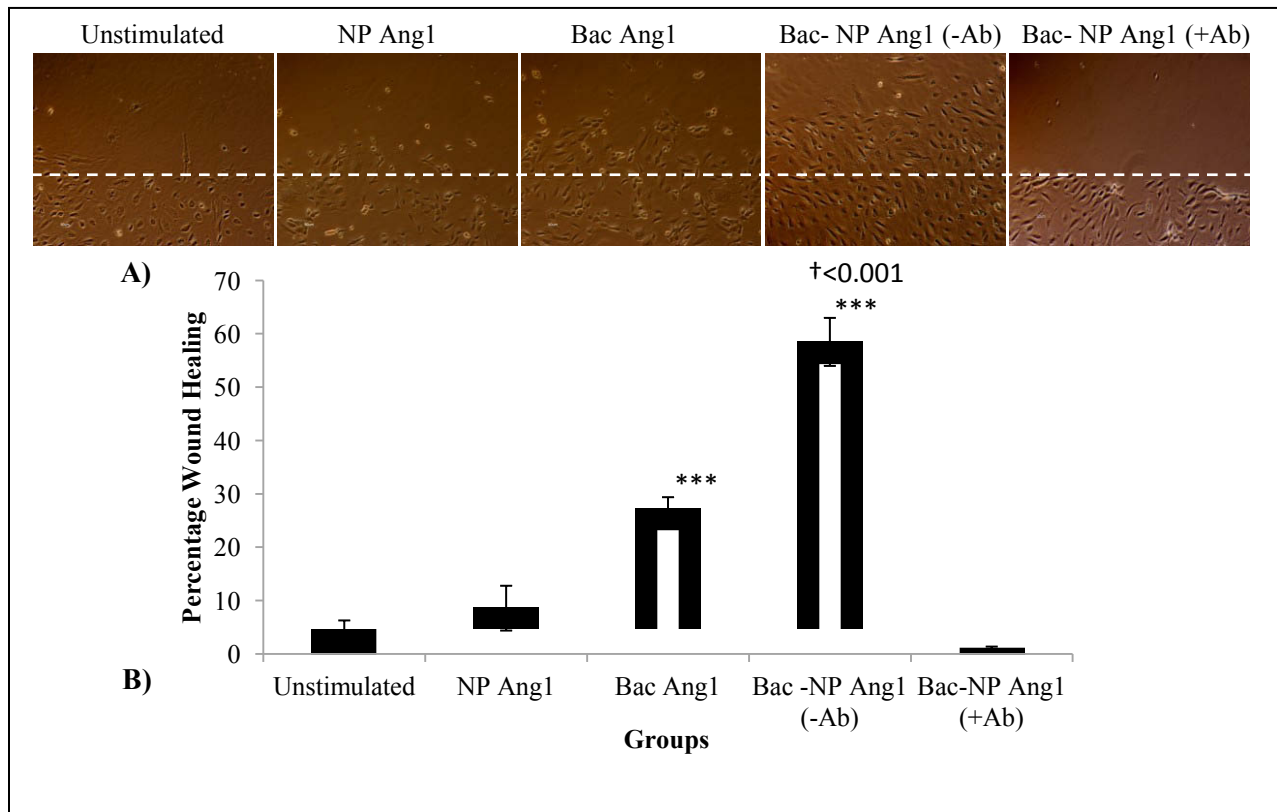 Unstimulated NP Ang1 Bac Ang1 Bac- NP Ang1 (-Ab) Bac- NP Ang1 (+Ab)
A)
†<0.001
***
***
Percentage Wound Healing
70
60
50
40
30
20
10
0
B)
Unstimulated NP Ang1 Bac Ang1 Bac -NP Ang1 (-Ab) Bac-NP Ang1 (+Ab)
Groups